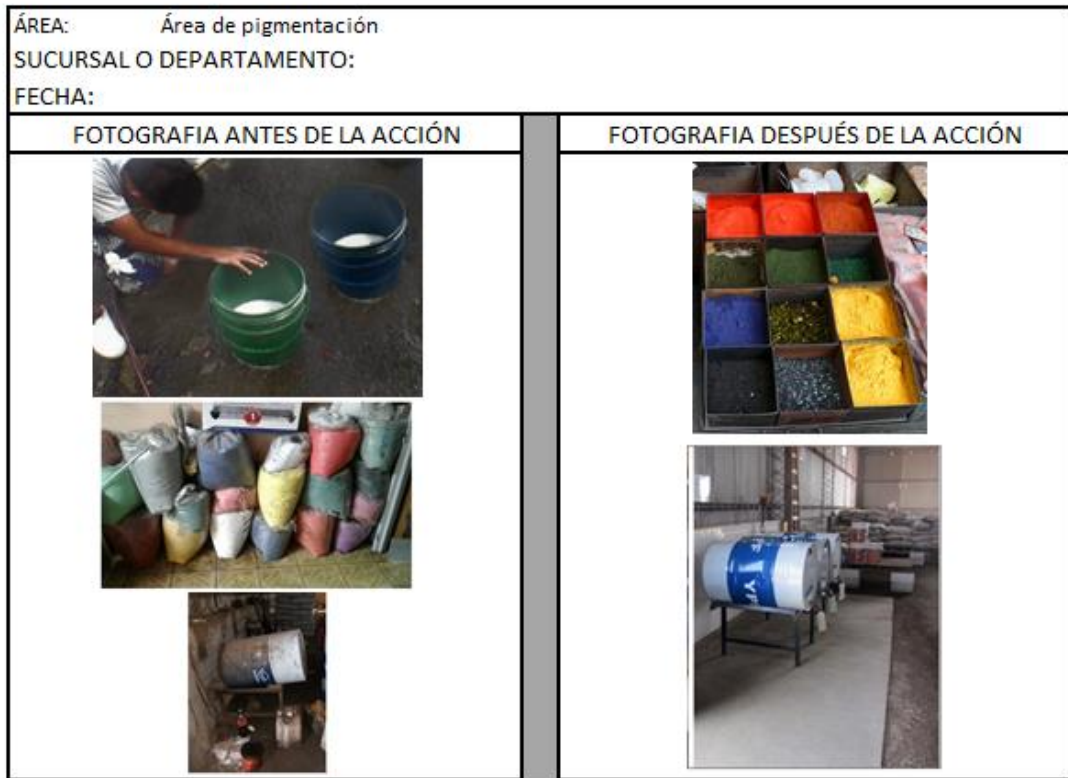 ÁREA: Área de pigmentación
SUCURSAL O DEPARTAMENTO:
FECHA:
FOTOGRAFIA ANTES DE LA ACCIÓN
FOTOGRAFIA DESPUÉS DE LA ACCIÓN